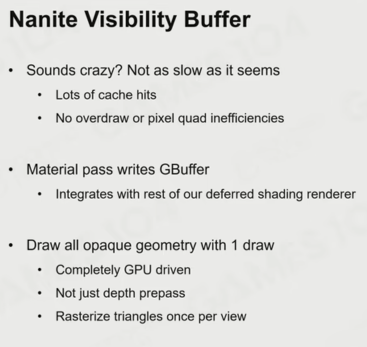 Nanite Visibility Buffer
• Sounds crazy? Not as slow as it seems
• Lots of cache hits
• No overdraw or pixel quad inefficiencies
• Material pass writes GBuffer
• Integrates with rest of our deferred shading renderer
• Draw all opaque geometry with 1 draw
• Completely GPU driven
• Not just depth prepass
• Rasterize triangles once per view